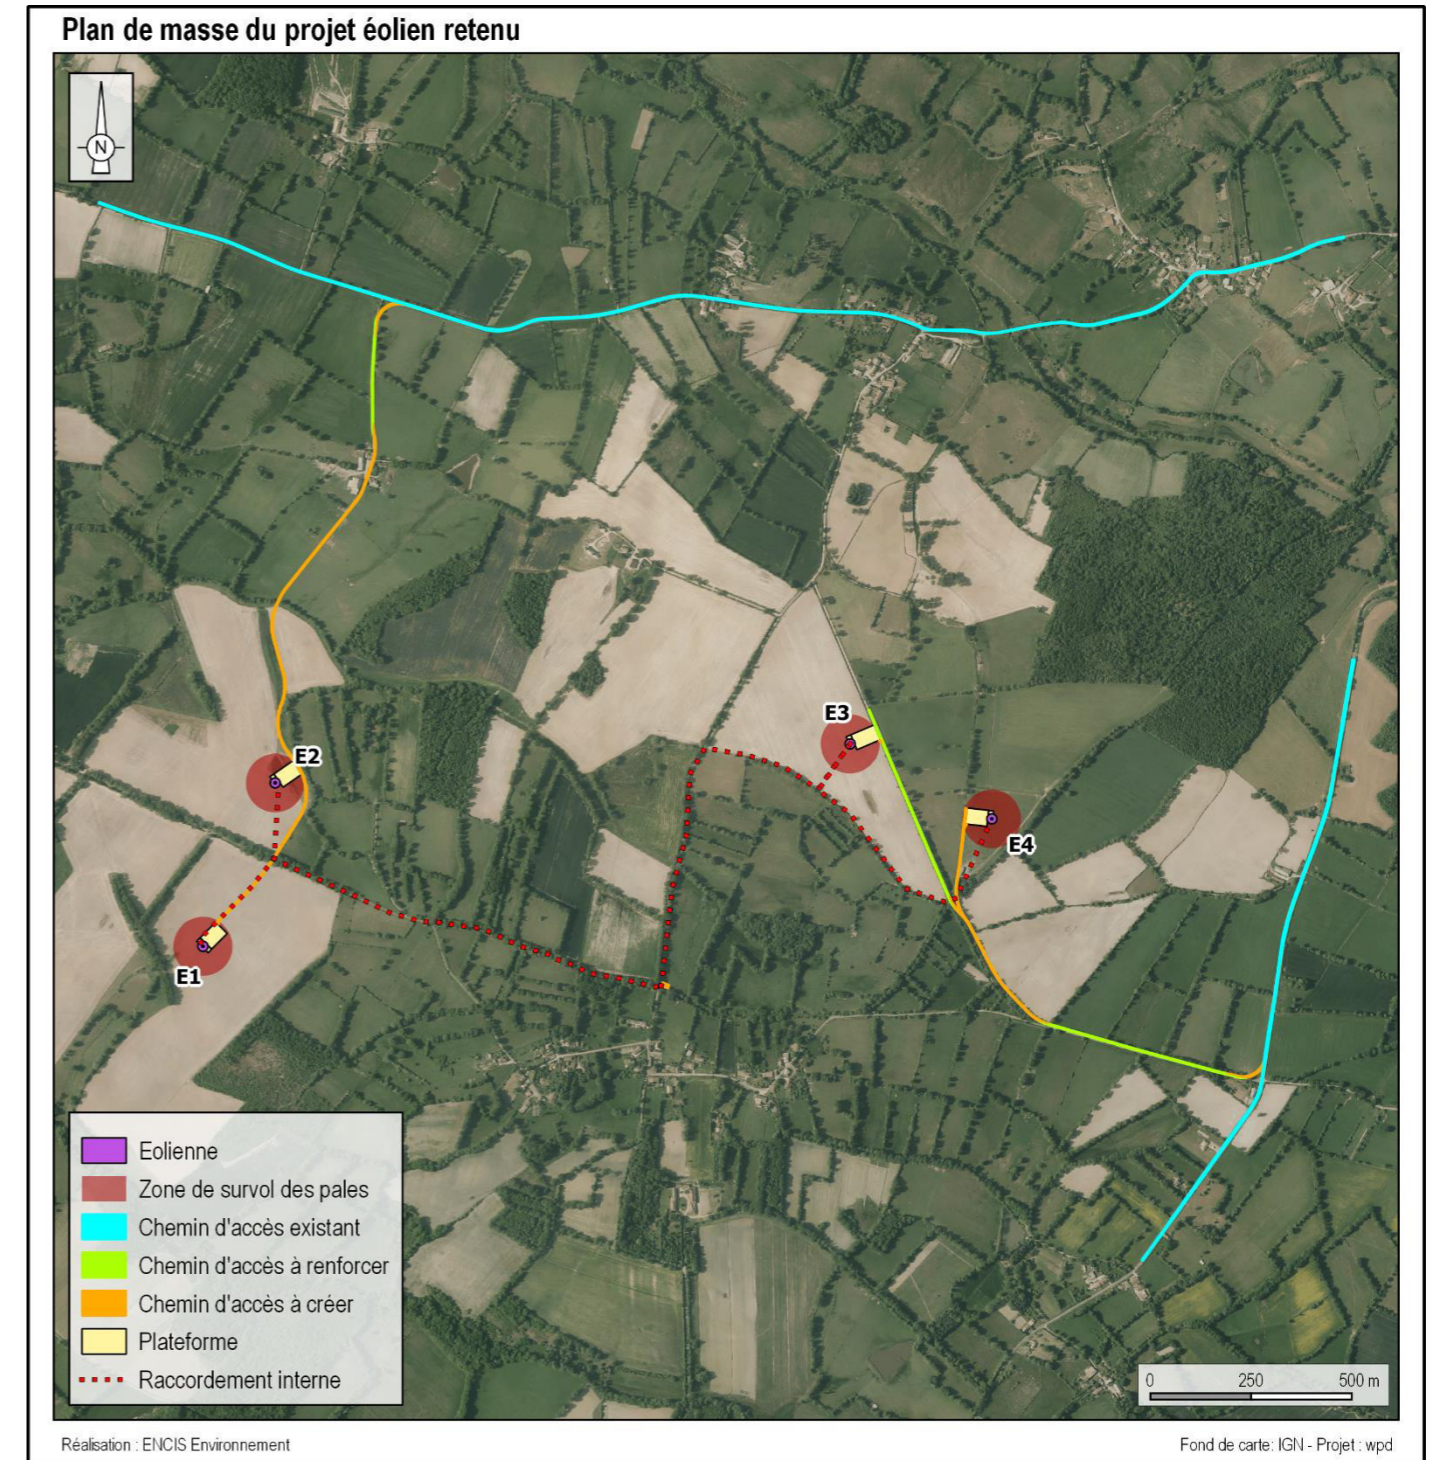 Plan de masse du projet éolien retenu
N
E3
E2
E4
E1
Eolienne
Zone de survol des pales
Chemin d'accès existant
Chemin d'accès à renforcer
Chemin d'accès à créer
Plateforme
Raccordement interne
0 250 500 m
Réalisation : ENCIS Environnement
Fond de carte: IGN - Projet : wpd